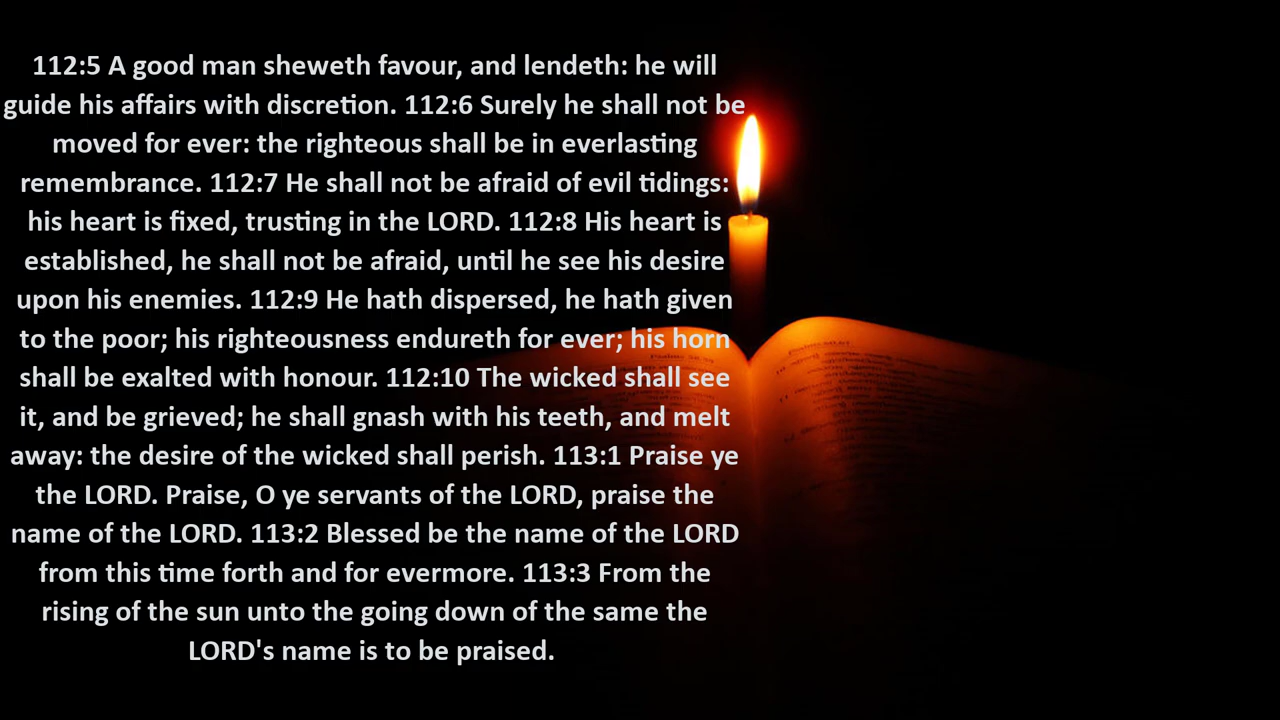 112:5 A good man sheweth favour, and lendeth: he will
guide his affairs with discretion. 112:6 Surely he shall not be
moved for ever: the righteous shall be in everlasting
remembrance. 112:7 He shall not be afraid of evil tidings:
his heart is fixed, trusting in the LORD. 112:8 His heart is
established, he shall not be afraid, until he see his desire
upon his enemies. 112:9 He hath dispersed, he hath given
to the poor; his righteousness endureth for ever; his horn
shall be exalted with honour. 112:10 The wicked shall see
it, and be grieved; he shall gnash with his teeth, and melt
away: the desire of the wicked shall perish. 113:1 Praise ye
the LORD. Praise, O ye servants of the LORD, praise the
name of the LORD. 113:2 Blessed be the name of the LORD
from this time forth and for evermore. 113:3 From the
rising of the sun unto the going down of the same the
LORD's name is to be praised.